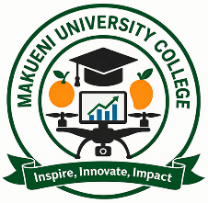 MAKUENI UNIVERSITY COLLEGE
Inspire, Innovate, Impact